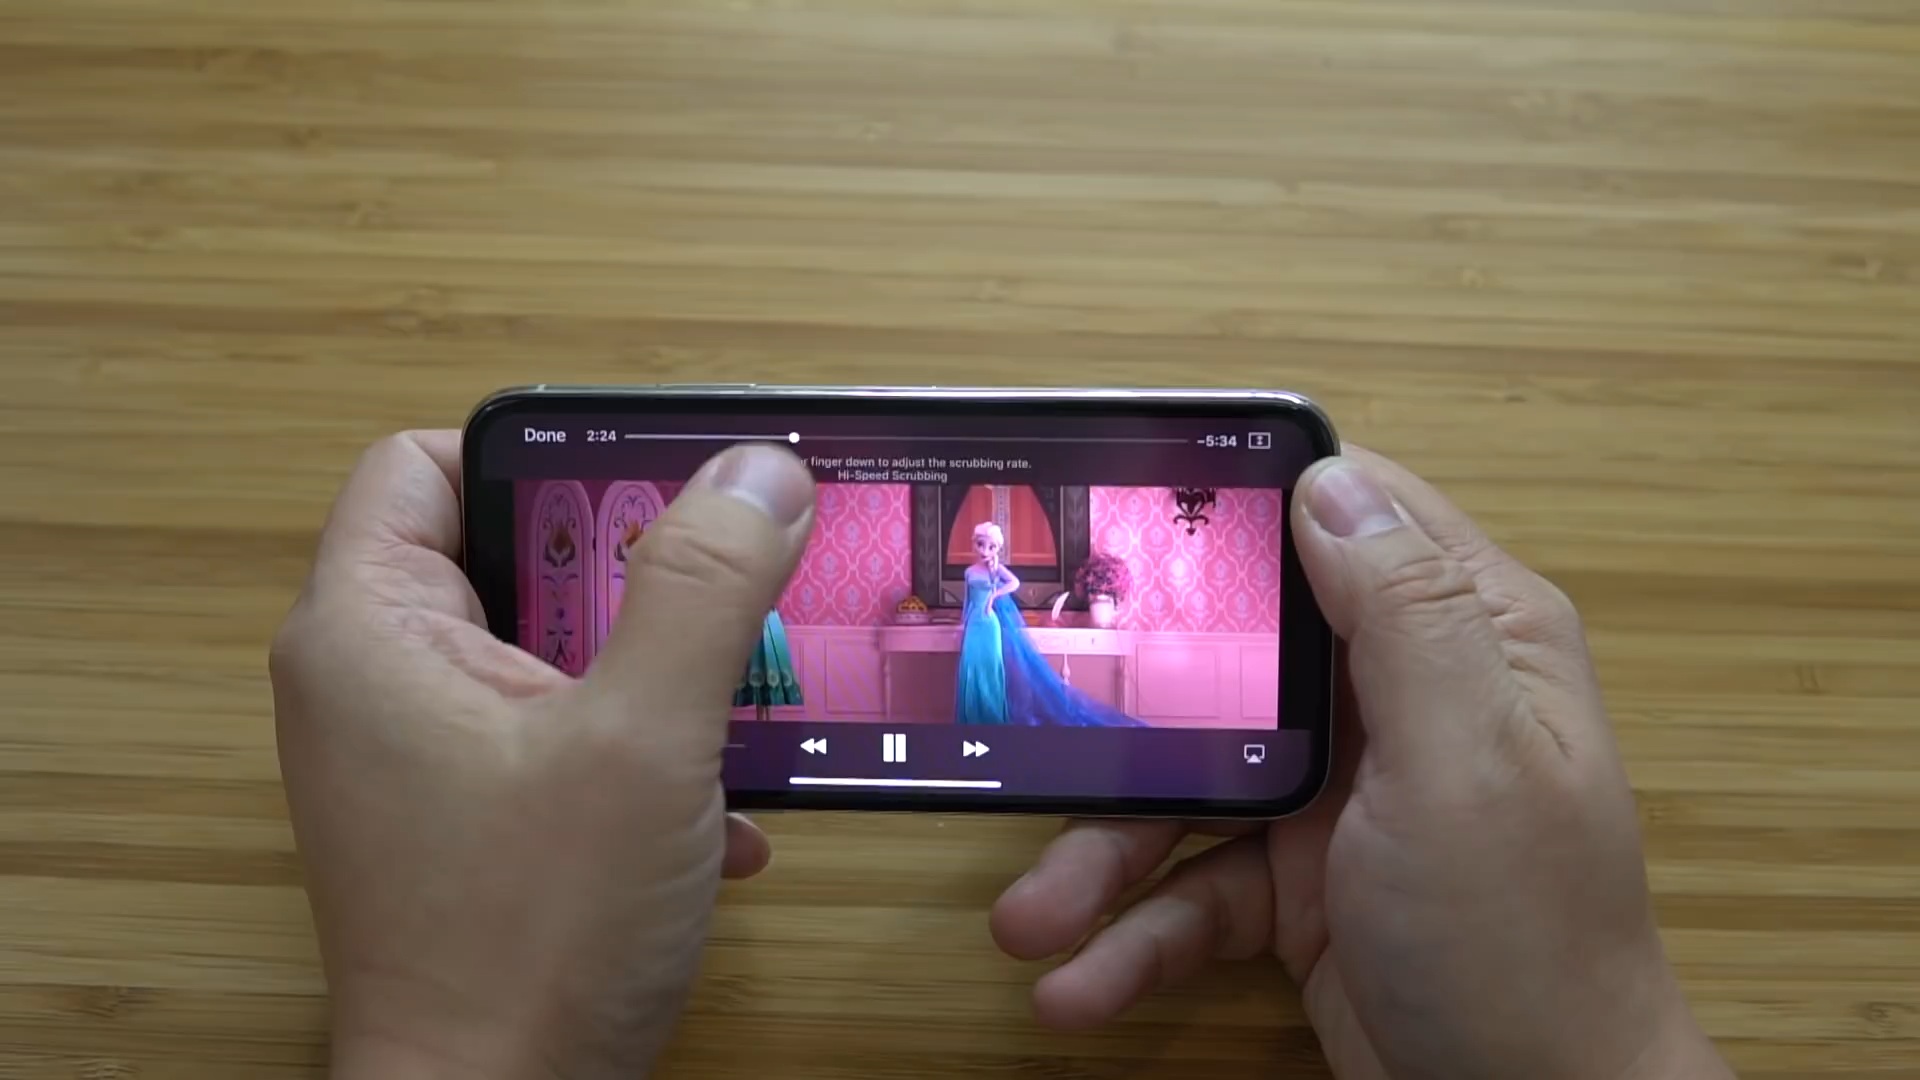 Done 2:24 -5:34
finger down to adjust the scrubbing rate.
Hi-Speed Scrubbing